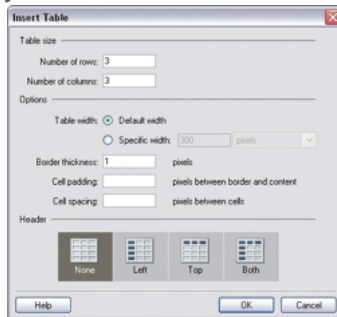 Insert Table
Table size
Number of rows: 3
Number of columns: 3
Options
Table width: Default width
Specific width: 300 pixels
Border thickness: 1 pixels
Cell padding: pixels between border and content
Cell spacing: pixels between cells
Header
None Left Top Both
Help OK Cancel